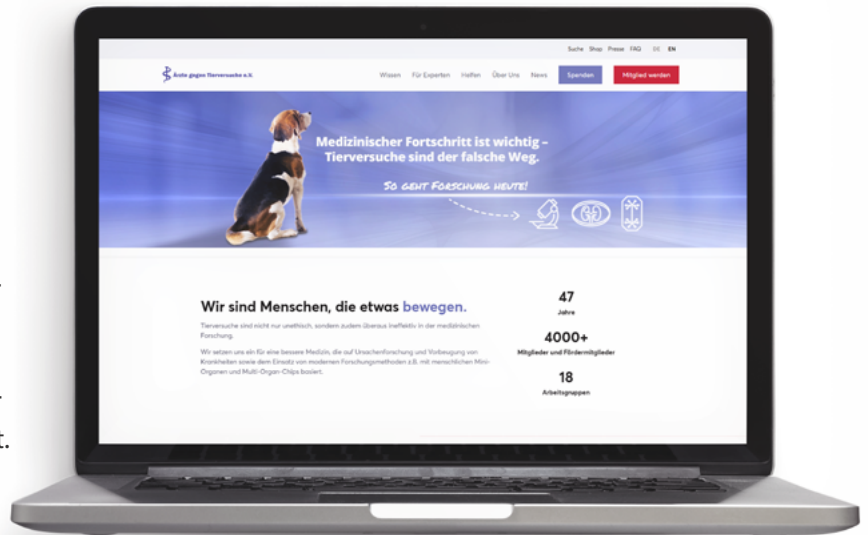 Suche Shop Presse FAQ DE EN
Ärzte gegen Tierversuche e.V.
Wissen Für Experten Helfen Über Uns News Spenden Mitglied werden
Medizinischer Fortschritt ist wichtig –
Tierversuche sind der falsche Weg.
So geht Forschung heute!
Wir sind Menschen, die etwas bewegen.
Tierversuche sind nicht nur unethisch, sondern zudem überaus ineffektiv in der medizinischen
Forschung.
Wir setzen uns ein für eine bessere Medizin, die auf Ursachenforschung und Vorbeugung von
Krankheiten sowie dem Einsatz von modernen Forschungsmethoden z.B. mit menschlichen Mini-
Organen und Multi-Organ-Chips basiert.
47
Jahre
4000+
Mitglieder und Fördermitglieder
18
Arbeitsgruppen